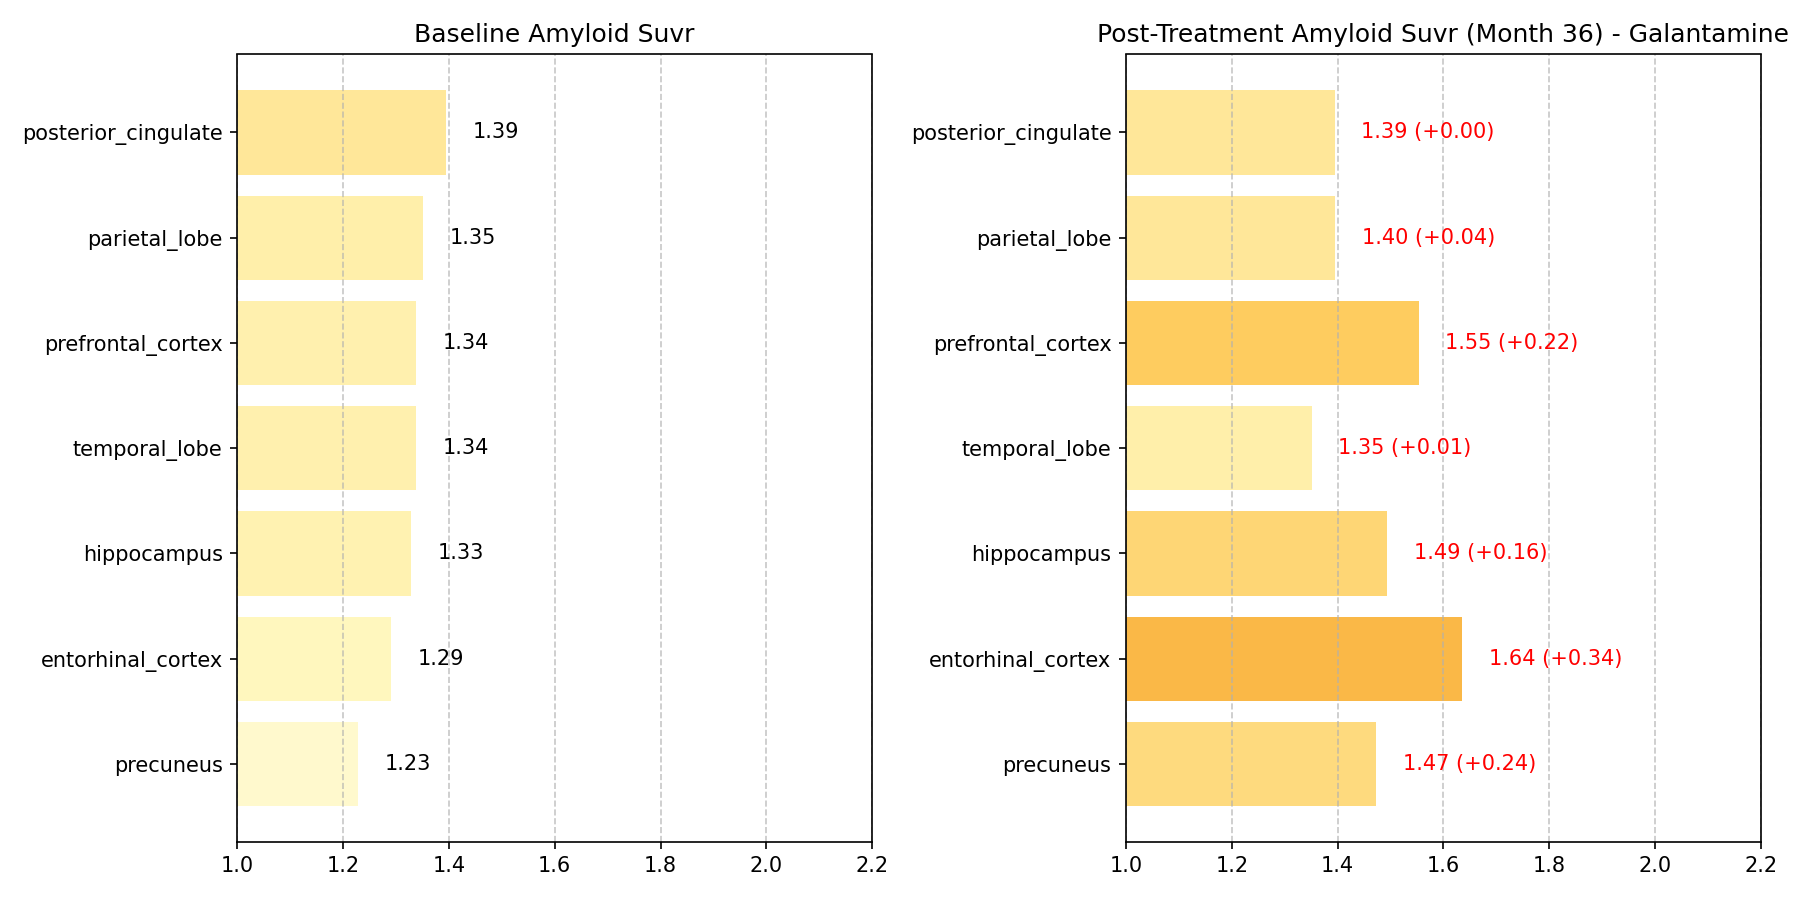 Baseline Amyloid Suvr
posterior_cingulate
1.39
parietal_lobe
1.35
prefrontal_cortex
1.34
temporal_lobe
1.34
hippocampus
1.33
entorhinal_cortex
1.29
precuneus
1.23
1.0 1.2 1.4 1.6 1.8 2.0 2.2
Post-Treatment Amyloid Suvr (Month 36) - Galantamine
posterior_cingulate
1.39 (+0.00)
parietal_lobe
1.40 (+0.04)
prefrontal_cortex
1.55 (+0.22)
temporal_lobe
1.35 (+0.01)
hippocampus
1.49 (+0.16)
entorhinal_cortex
1.64 (+0.34)
precuneus
1.47 (+0.24)
1.0 1.2 1.4 1.6 1.8 2.0 2.2